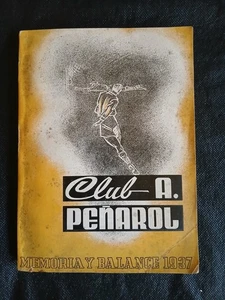 Club A.
PEÑAROL
MEMORIA Y BALANCE 1937